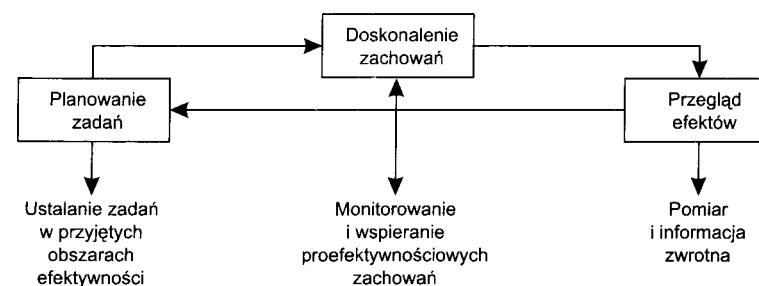 Doskonalenie
zachowań
Planowanie
zadań
Przegląd
efektów
Ustalanie zadań
w przyjętych
obszarach
efektywności
Monitorowanie
i wspieranie
proefektywnościowych
zachowań
Pomiar
i informacja
zwrotna